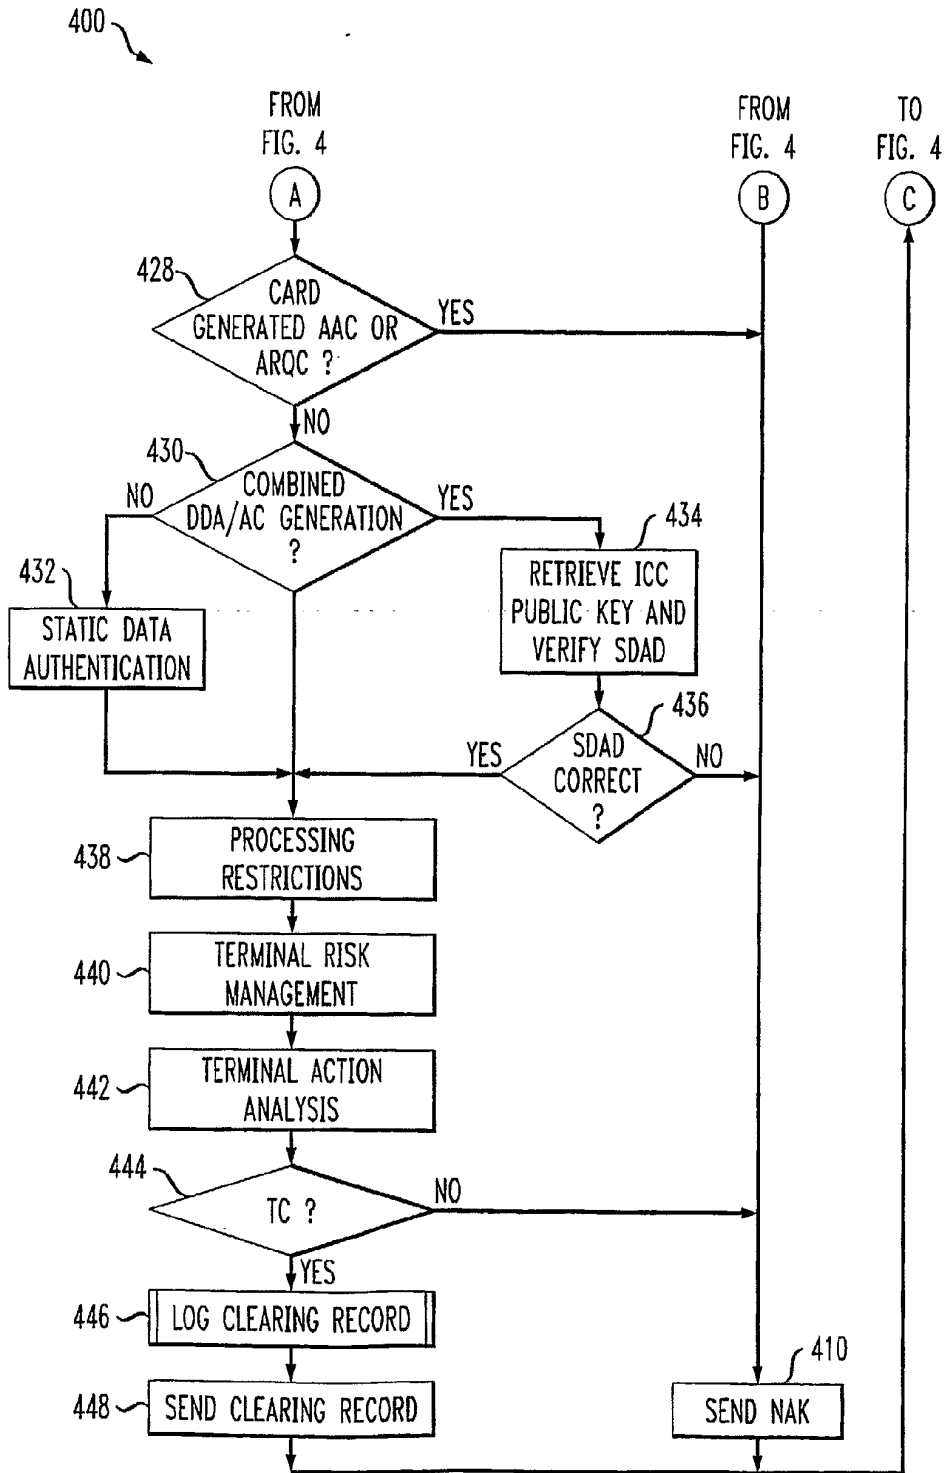 400
FROM
FIG. 4
A
FROM
FIG. 4
B
TO
FIG. 4
C
428
CARD
GENERATED AAC OR
ARQC ?
YES
NO
430
COMBINED
DDA/AC GENERATION
?
NO
YES
432
STATIC DATA
AUTHENTICATION
434
RETRIEVE ICC
PUBLIC KEY AND
VERIFY SDAD
436
SDAD
CORRECT
?
YES
NO
438
PROCESSING
RESTRICTIONS
440
TERMINAL RISK
MANAGEMENT
442
TERMINAL ACTION
ANALYSIS
444
TC ?
NO
YES
446
LOG CLEARING RECORD
448
SEND CLEARING RECORD
410
SEND NAK